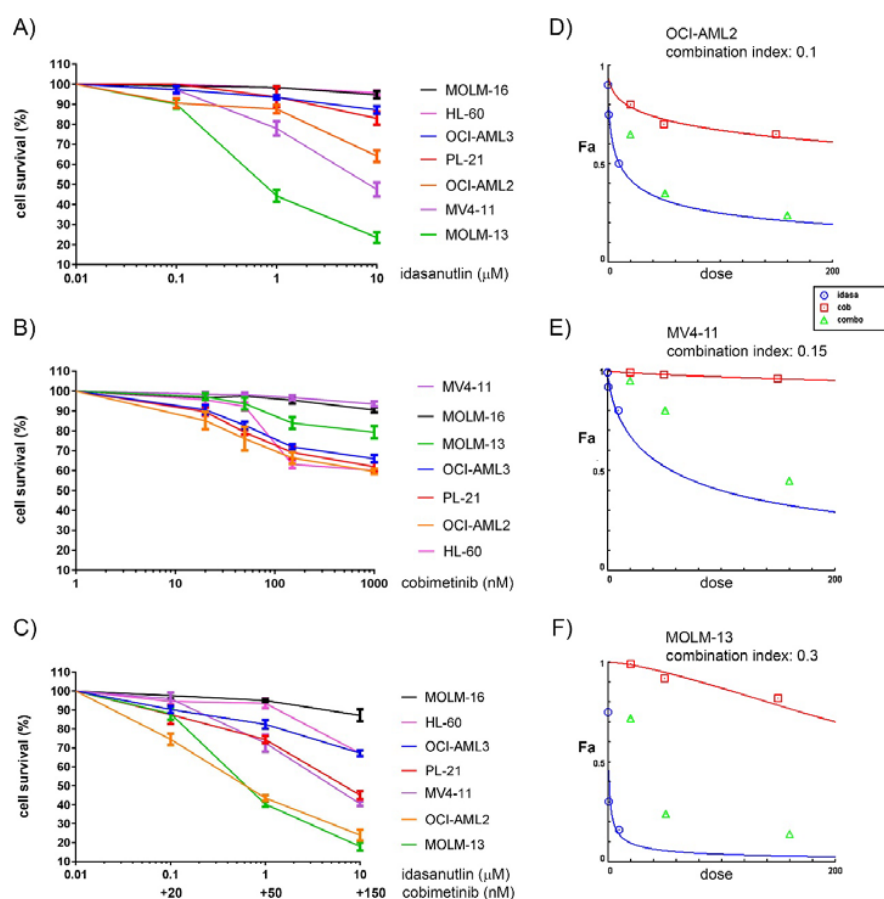 A)
110
100
90
80
70
60
50
40
30
20
10
0.01
0.1
1
10
cell survival (%)
idasanutlin (μM)
MOLM-16
HL-60
OCI-AML3
PL-21
OCI-AML2
MV4-11
MOLM-13
D)
OCI-AML2
combination index: 0.1
1
0.5
0
0
200
Fa
dose
idasa
cob
combo
B)
110
100
90
80
70
60
50
40
30
20
10
1
10
100
1000
cell survival (%)
cobimetinib (nM)
MV4-11
MOLM-16
MOLM-13
OCI-AML3
PL-21
OCI-AML2
HL-60
E)
MV4-11
combination index: 0.15
1
0.5
0
0
200
Fa
dose
C)
110
100
90
80
70
60
50
40
30
20
10
0.01
0.1
1
10
+20
+50
+150
cell survival (%)
idasanutlin (μM)
cobimetinib (nM)
MOLM-16
HL-60
OCI-AML3
PL-21
MV4-11
OCI-AML2
MOLM-13
F)
MOLM-13
combination index: 0.3
1
0.5
0
0
200
Fa
dose